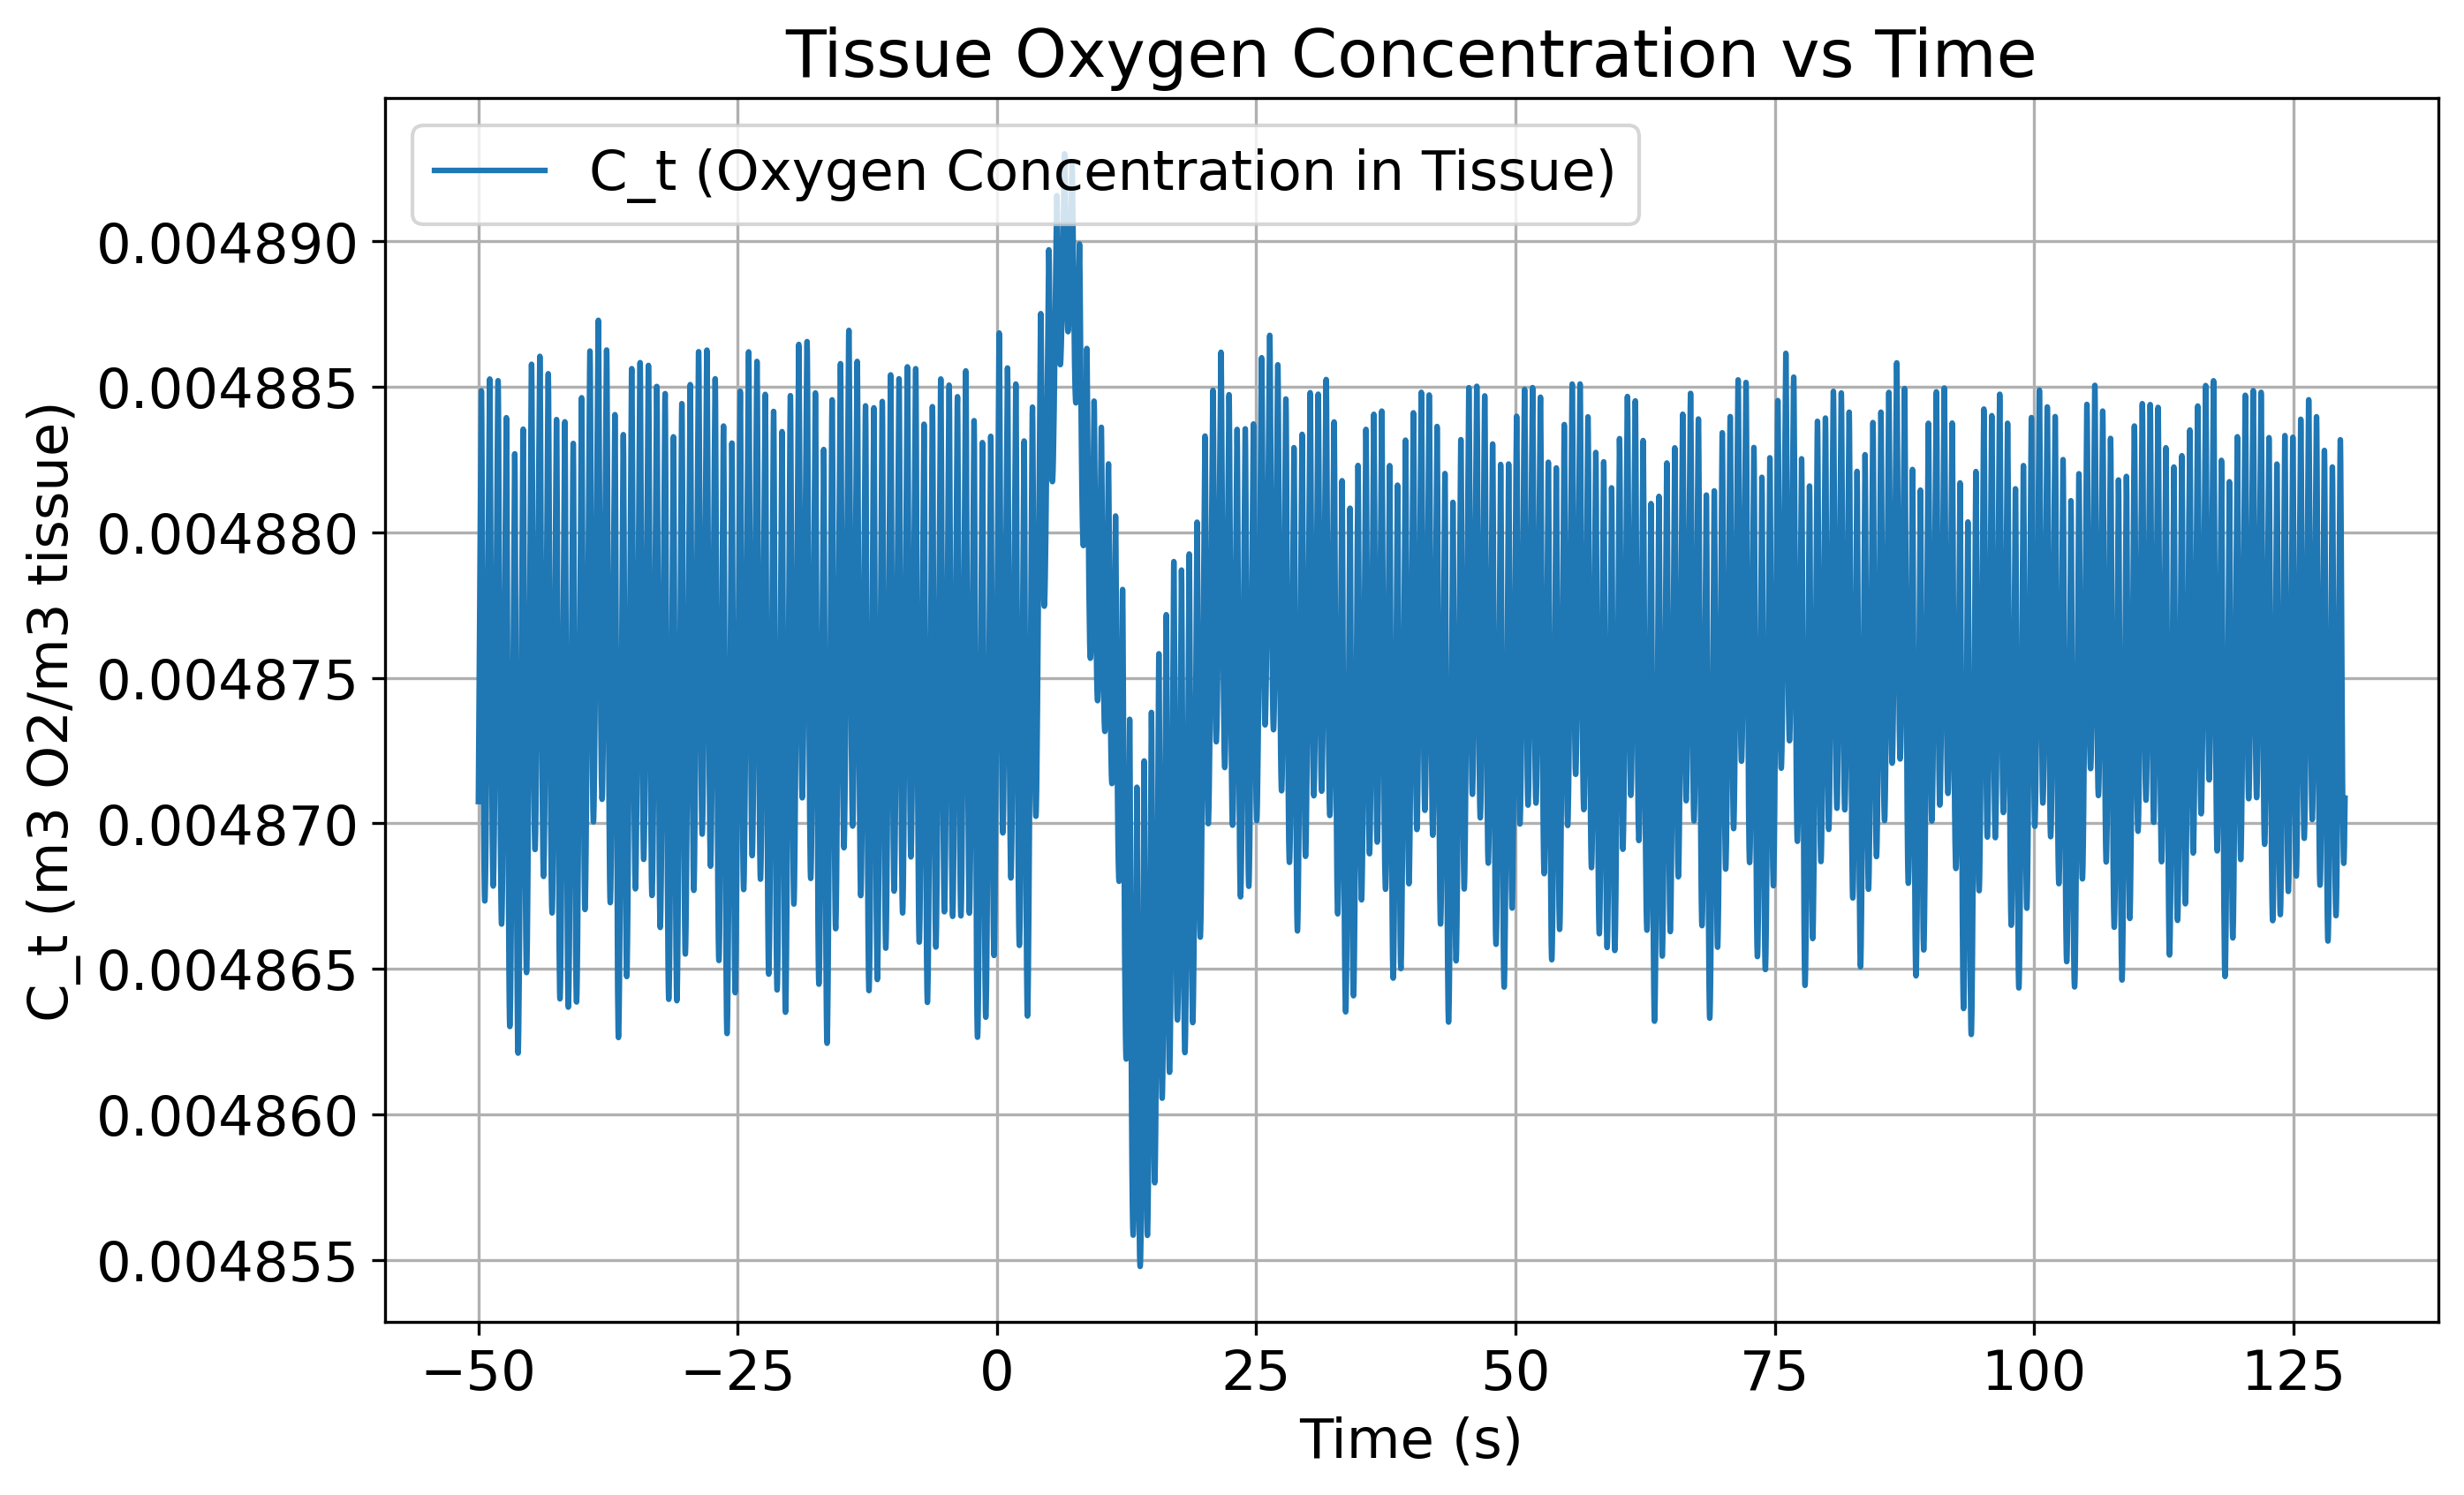 Tissue Oxygen Concentration vs Time
C_t (Oxygen Concentration in Tissue)
C_t (m3 O2/m3 tissue)
0.004890
0.004885
0.004880
0.004875
0.004870
0.004865
0.004860
0.004855
−50 −25 0 25 50 75 100 125
Time (s)